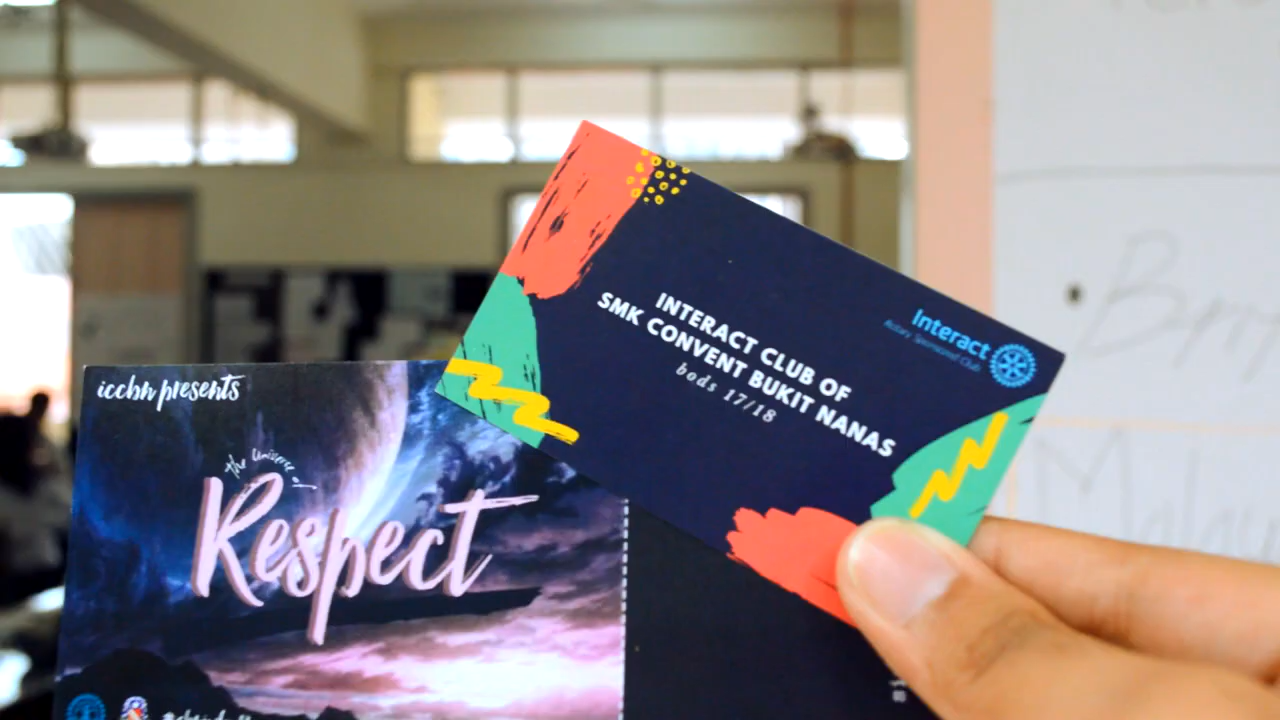 INTERACT CLUB OF
SMK CONVENT BUKIT NANAS
bods 17/18
Interact
Rotary Sponsored Club
iccbn presents
the universe of
Respect